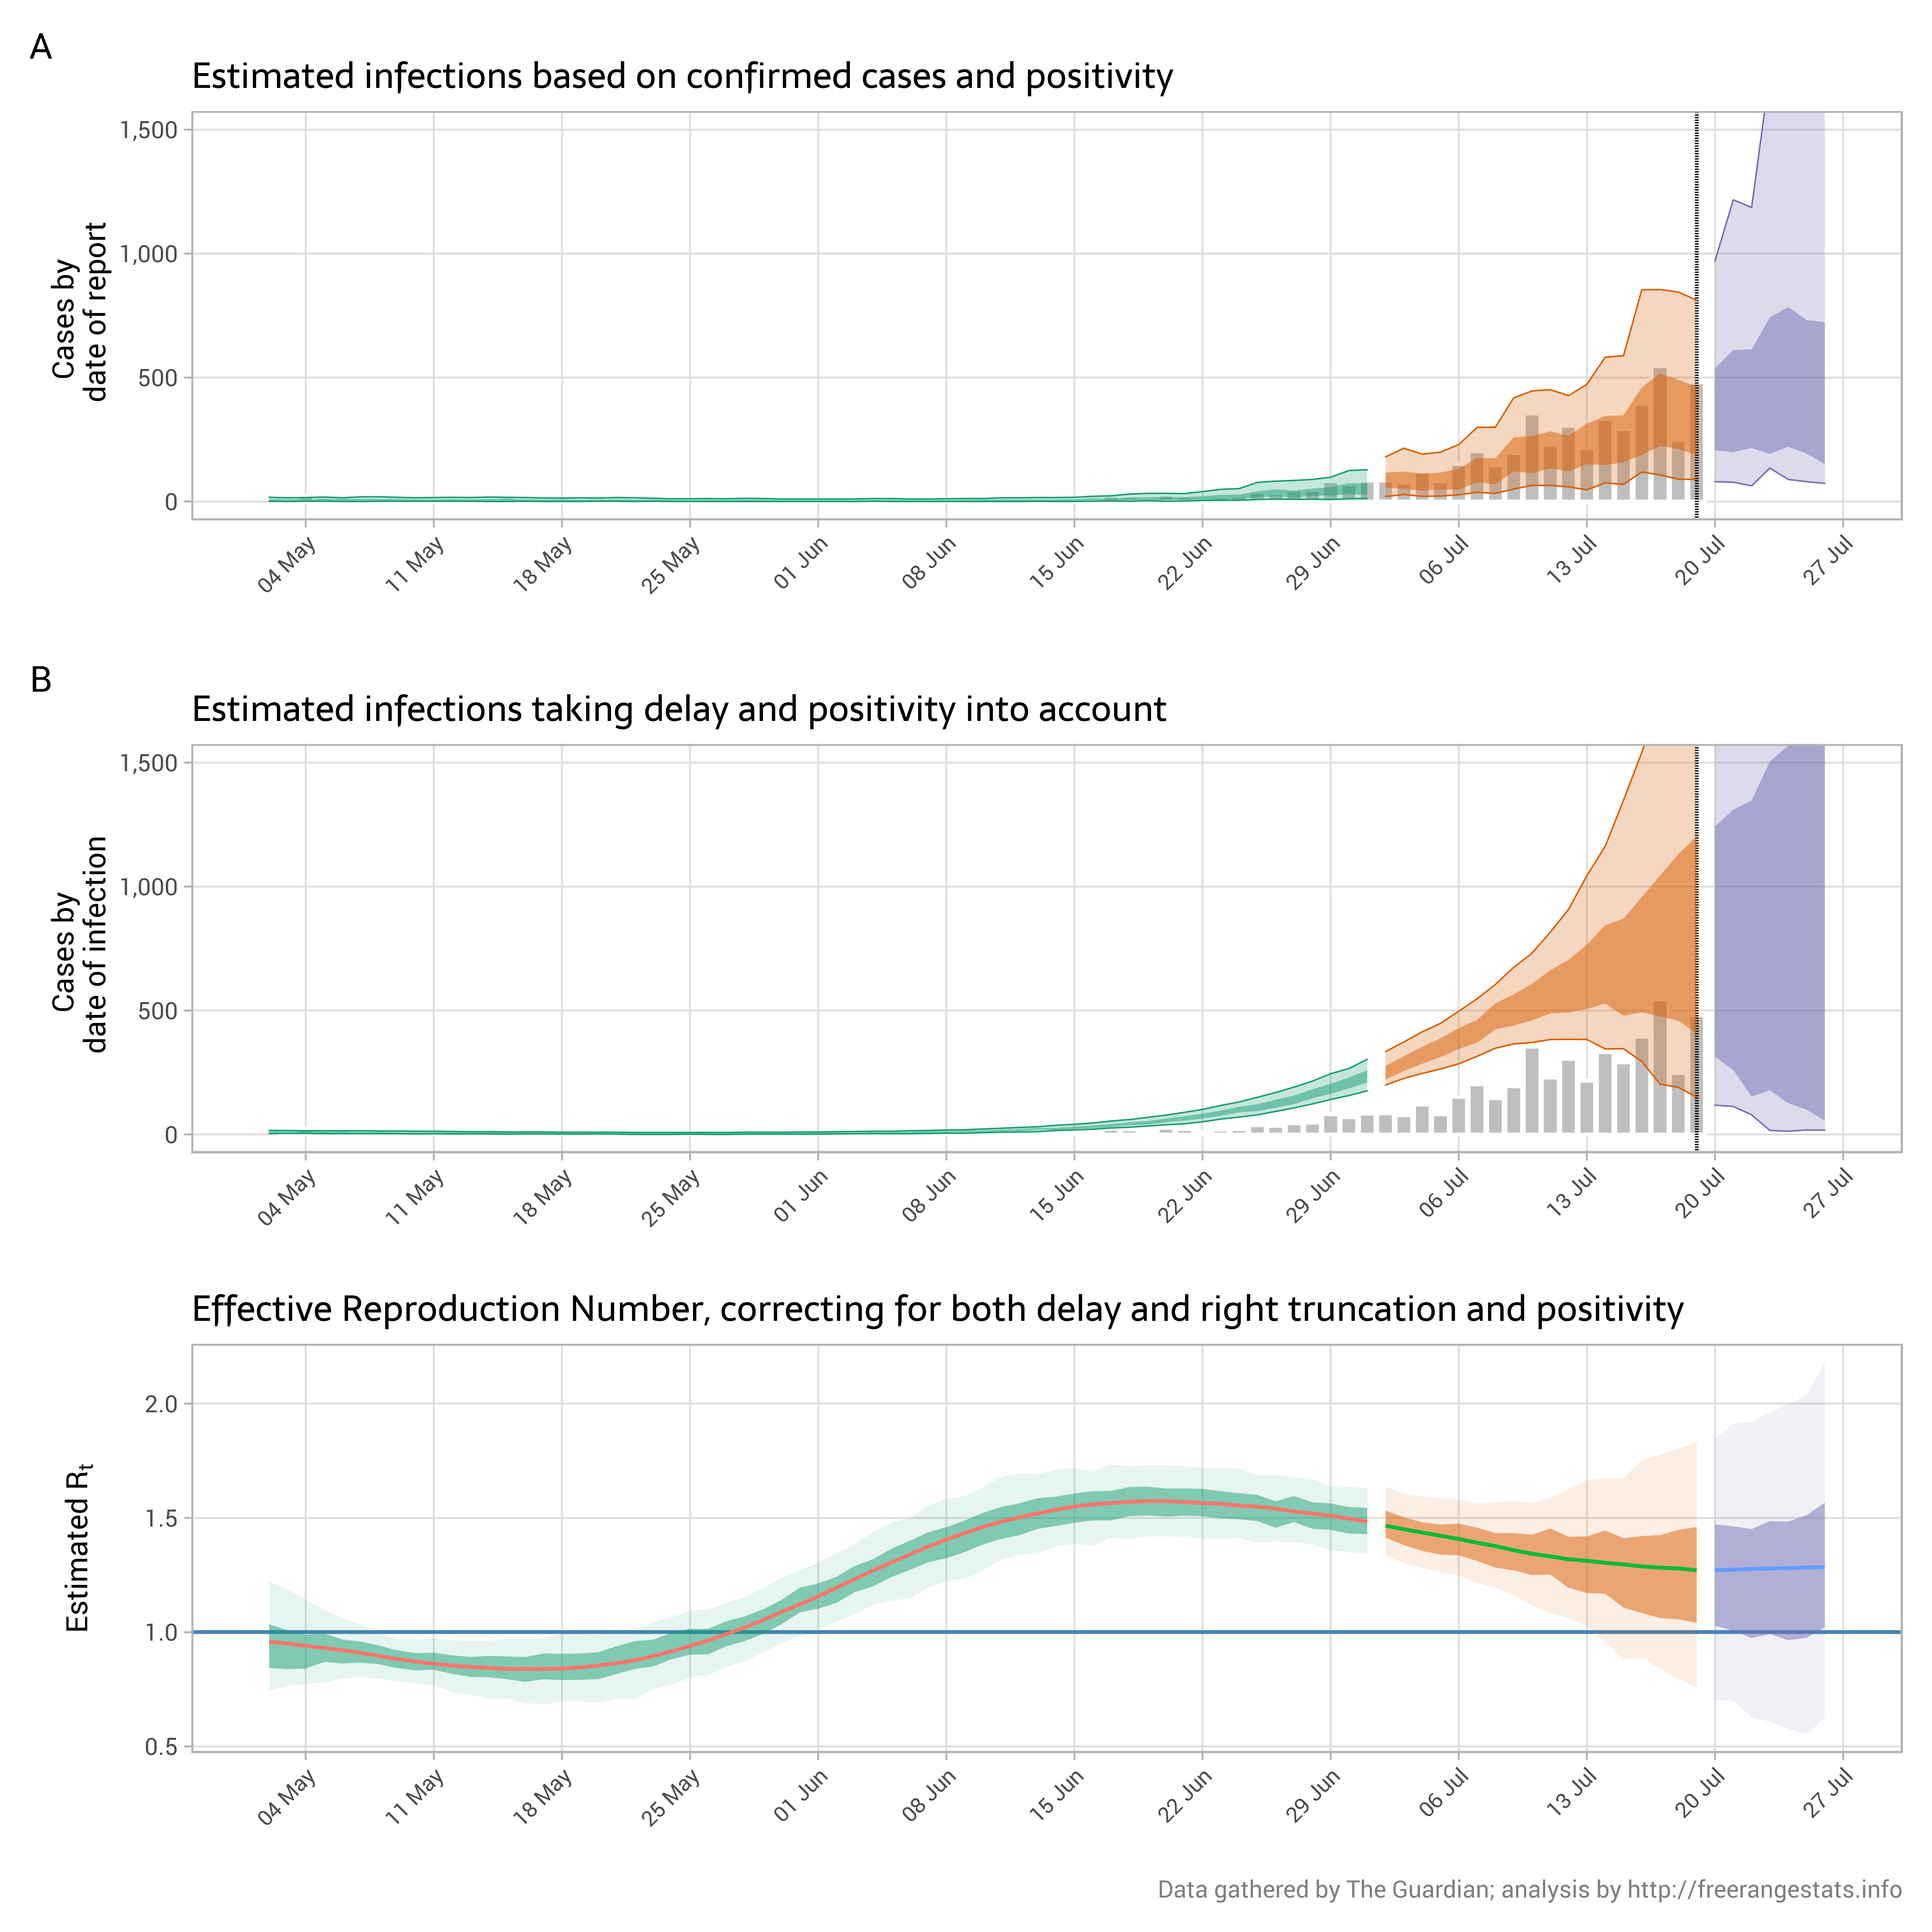 A
Estimated infections based on confirmed cases and positivity
Cases by
date of report
1,500
1,000
500
0
04 May
11 May
18 May
25 May
01 Jun
08 Jun
15 Jun
22 Jun
29 Jun
06 Jul
13 Jul
20 Jul
27 Jul
B
Estimated infections taking delay and positivity into account
Cases by
date of infection
1,500
1,000
500
0
04 May
11 May
18 May
25 May
01 Jun
08 Jun
15 Jun
22 Jun
29 Jun
06 Jul
13 Jul
20 Jul
27 Jul
Effective Reproduction Number, correcting for both delay and right truncation and positivity
Estimated Rt
2.0
1.5
1.0
0.5
04 May
11 May
18 May
25 May
01 Jun
08 Jun
15 Jun
22 Jun
29 Jun
06 Jul
13 Jul
20 Jul
27 Jul
Data gathered by The Guardian; analysis by http://freerangestats.info